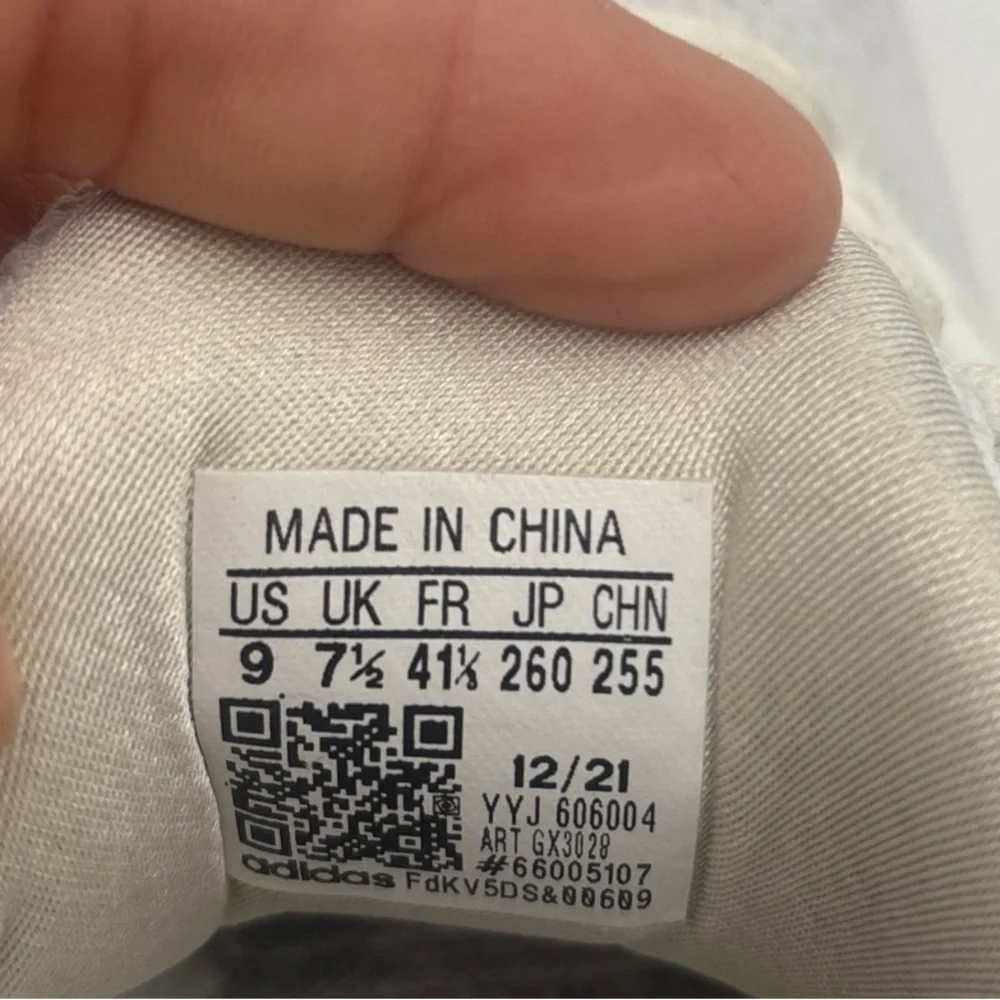 MADE IN CHINA
US UK FR JP CHN
9 7½ 41⅓ 260 255
12/21
YYJ 606004
ART GX3028
#66005107
adidas FdKV5DS&00609